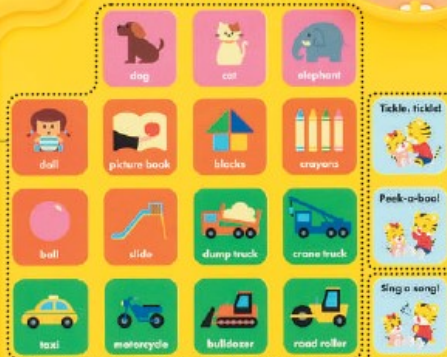 dog
cat
elephant
doll
picture book
blocks
crayons
Tickle, tickle!
ball
slide
dump truck
crane truck
Peek-a-boo!
taxi
motorcycle
bulldozer
road roller
Sing a song!